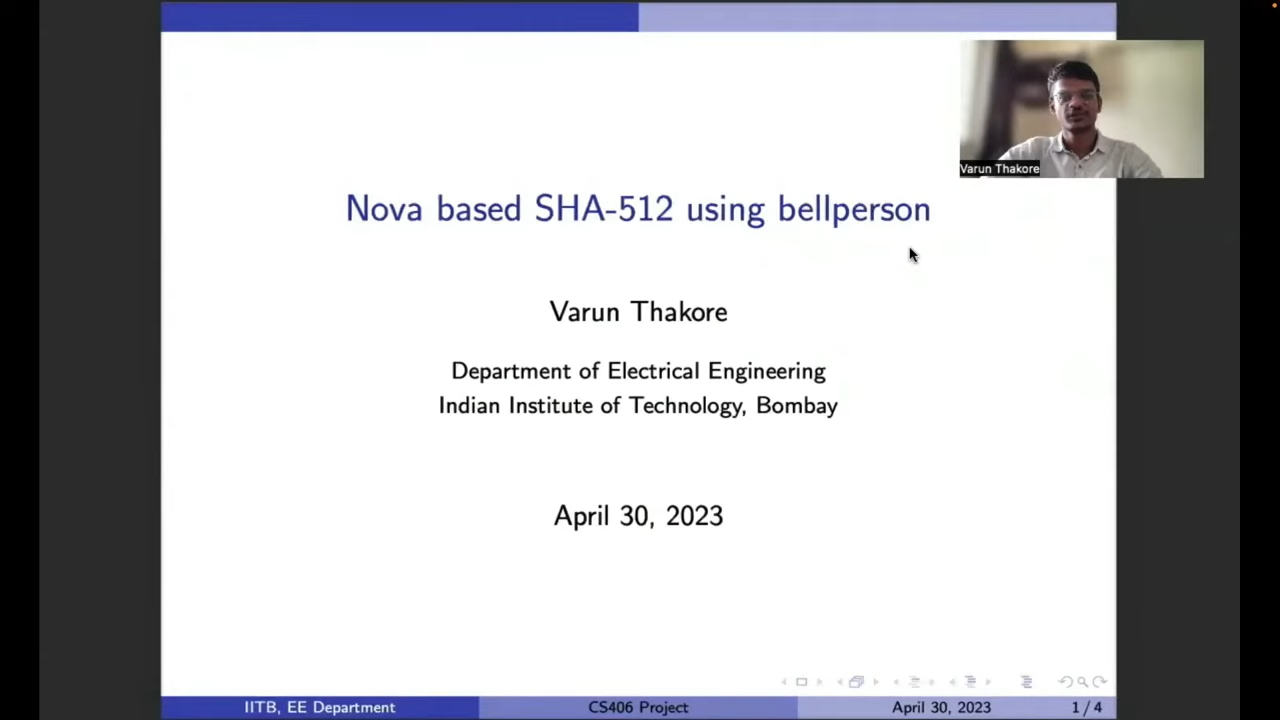 Varun Thakore
Nova based SHA-512 using bellperson
Varun Thakore
Department of Electrical Engineering
Indian Institute of Technology, Bombay
April 30, 2023
IITB, EE Department
CS406 Project
April 30, 2023
1 / 4